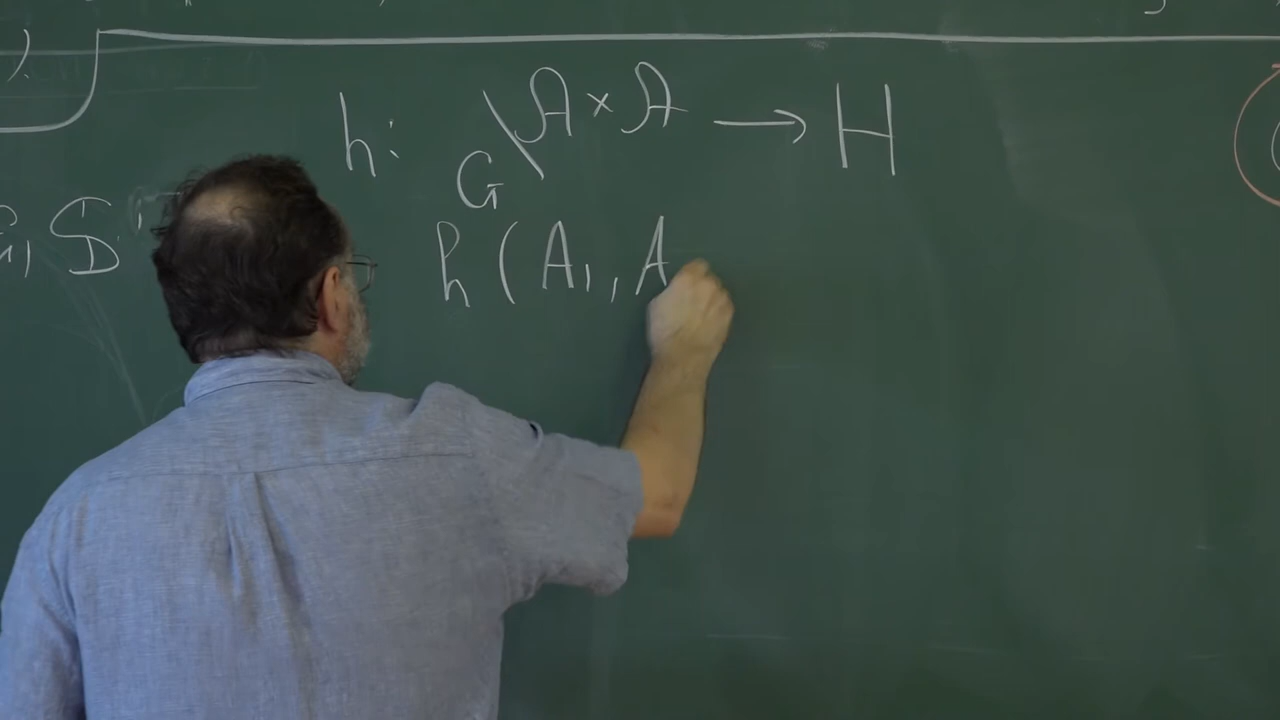 h: G\A × A → H
h (A₁, A